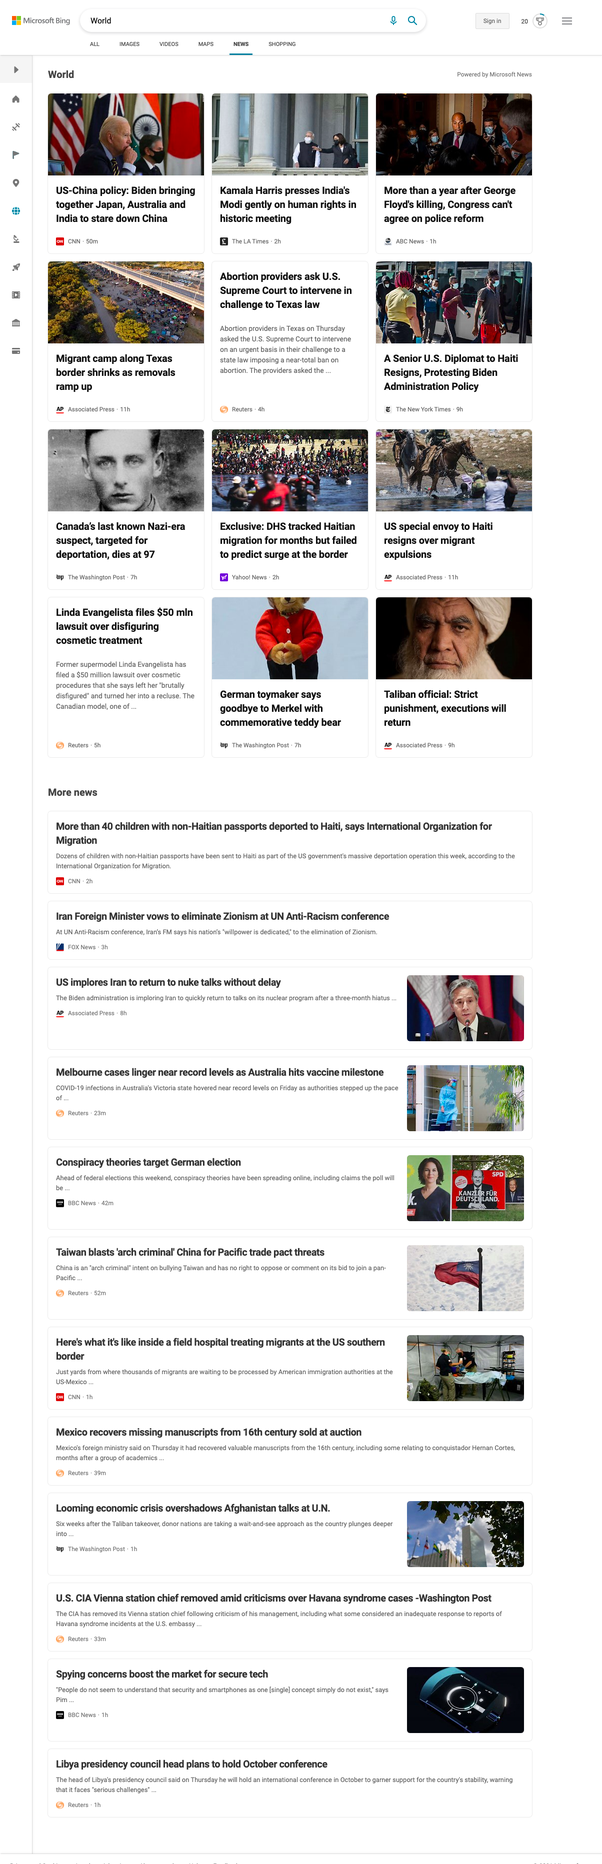 Microsoft Bing
World
Sign in
20
ALL IMAGES VIDEOS MAPS NEWS SHOPPING
World
Powered by Microsoft News
US-China policy: Biden bringing
together Japan, Australia and
India to stare down China
CNN · 50m
Kamala Harris presses India's
Modi gently on human rights in
historic meeting
The LA Times · 2h
More than a year after George
Floyd's killing, Congress can't
agree on police reform
ABC News · 1h
Migrant camp along Texas
border shrinks as removals
ramp up
AP Associated Press · 11h
Abortion providers ask U.S.
Supreme Court to intervene in
challenge to Texas law
Abortion providers in Texas on Thursday
asked the U.S. Supreme Court to intervene
on an urgent basis in their challenge to a
state law imposing a near-total ban on
abortion. The providers asked the ...
Reuters · 4h
A Senior U.S. Diplomat to Haiti
Resigns, Protesting Biden
Administration Policy
The New York Times · 9h
Canada's last known Nazi-era
suspect, targeted for
deportation, dies at 97
wp The Washington Post · 7h
Exclusive: DHS tracked Haitian
migration for months but failed
to predict surge at the border
Yahoo! News · 2h
US special envoy to Haiti
resigns over migrant
expulsions
AP Associated Press · 11h
Linda Evangelista files $50 mln
lawsuit over disfiguring
cosmetic treatment
Former supermodel Linda Evangelista has
filed a $50 million lawsuit over cosmetic
procedures that she says left her "brutally
disfigured" and turned her into a recluse. The
Canadian model, one of ...
Reuters · 5h
German toymaker says
goodbye to Merkel with
commemorative teddy bear
wp The Washington Post · 7h
Taliban official: Strict
punishment, executions will
return
AP Associated Press · 9h
More news
More than 40 children with non-Haitian passports deported to Haiti, says International Organization for
Migration
Dozens of children with non-Haitian passports have been sent to Haiti as part of the US government's massive deportation operation this week, according to the
International Organization for Migration.
CNN · 2h
Iran Foreign Minister vows to eliminate Zionism at UN Anti-Racism conference
At UN Anti-Racism conference, Iran's FM says his nation's "willpower is dedicated,' to the elimination of Zionism.
FOX News · 3h
US implores Iran to return to nuke talks without delay
The Biden administration is imploring Iran to quickly return to talks on its nuclear program after a three-month hiatus ...
AP Associated Press · 8h
Melbourne cases linger near record levels as Australia hits vaccine milestone
COVID-19 infections in Australia's Victoria state hovered near record levels on Friday as authorities stepped up the pace
of ...
Reuters · 23m
Conspiracy theories target German election
Ahead of federal elections this weekend, conspiracy theories have been spreading online, including claims the poll will
be ...
BBC News · 42m
SPD
KANZLER FÜR
DEUTSCHLAND.
Taiwan blasts 'arch criminal' China for Pacific trade pact threats
China is an "arch criminal" intent on bullying Taiwan and has no right to oppose or comment on its bid to join a pan-
Pacific ...
Reuters · 52m
Here's what it's like inside a field hospital treating migrants at the US southern
border
Just yards from where thousands of migrants are waiting to be processed by American immigration authorities at the
US-Mexico ...
CNN · 1h
Mexico recovers missing manuscripts from 16th century sold at auction
Mexico's foreign ministry said on Thursday it had recovered valuable manuscripts from the 16th century, including some relating to conquistador Hernan Cortes,
months after a group of academics ...
Reuters · 39m
Looming economic crisis overshadows Afghanistan talks at U.N.
Six weeks after the Taliban takeover, donor nations are taking a wait-and-see approach as the country plunges deeper
into ...
wp The Washington Post · 1h
U.S. CIA Vienna station chief removed amid criticisms over Havana syndrome cases -Washington Post
The CIA has removed its Vienna station chief following criticism of his management, including what some considered an inadequate response to reports of
Havana syndrome incidents at the U.S. embassy ...
Reuters · 33m
Spying concerns boost the market for secure tech
"People do not seem to understand that security and smartphones as one [single] concept simply do not exist," says
Pim ...
BBC News · 1h
Libya presidency council head plans to hold October conference
The head of Libya's presidency council said on Thursday he will hold an international conference in October to garner support for the country's stability, warning
that it faces "serious challenges" ...
Reuters · 1h